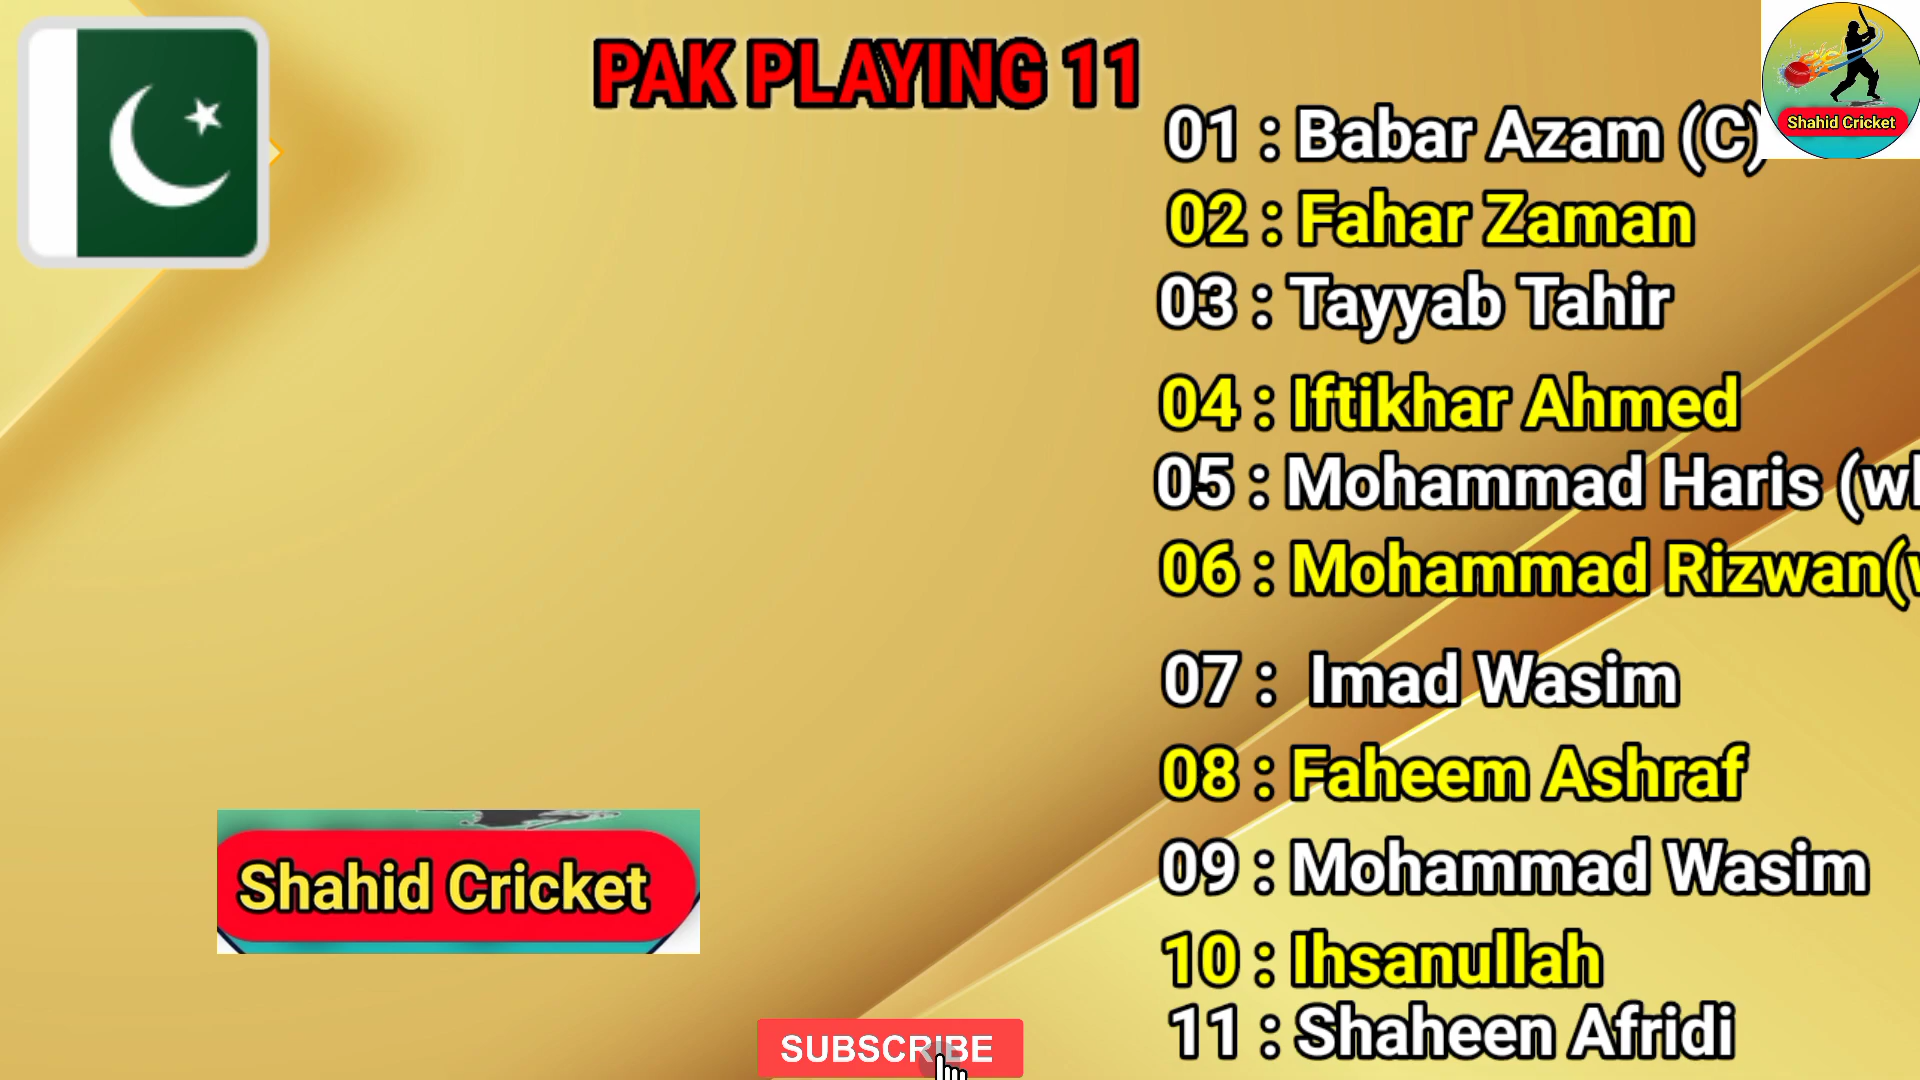 PAK PLAYING 11
Shahid Cricket
01 : Babar Azam (C)
02 : Fahar Zaman
03 : Tayyab Tahir
04 : Iftikhar Ahmed
05 : Mohammad Haris
06 : Mohammad Rizwan
07 : Imad Wasim
08 : Faheem Ashraf
09 : Mohammad Wasim
10 : Ihsanullah
11 : Shaheen Afridi
Shahid Cricket
SUBSCRIBE